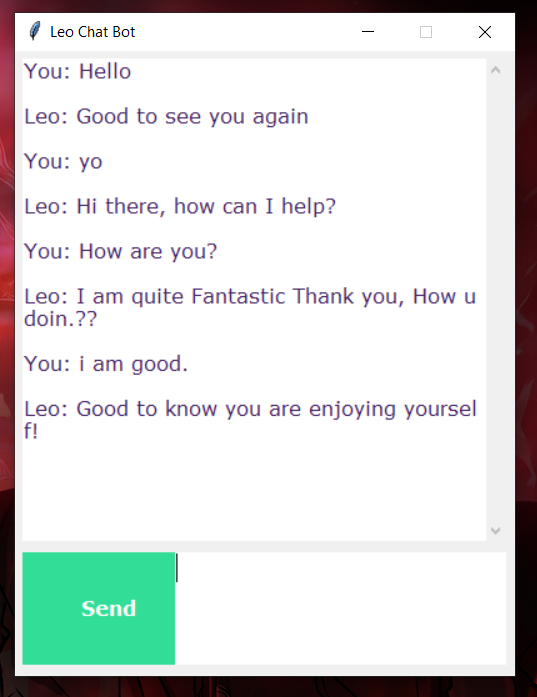 Leo Chat Bot
You: Hello
Leo: Good to see you again
You: yo
Leo: Hi there, how can I help?
You: How are you?
Leo: I am quite Fantastic Thank you, How u
doin.??
You: i am good.
Leo: Good to know you are enjoying yoursel
f!
Send